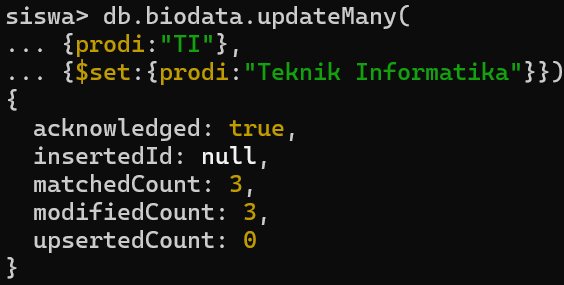 siswa> db.biodata.updateMany(
... {prodi:"TI"},
... {$set:{prodi:"Teknik Informatika"}})
{
  acknowledged: true,
  insertedId: null,
  matchedCount: 3,
  modifiedCount: 3,
  upsertedCount: 0
}